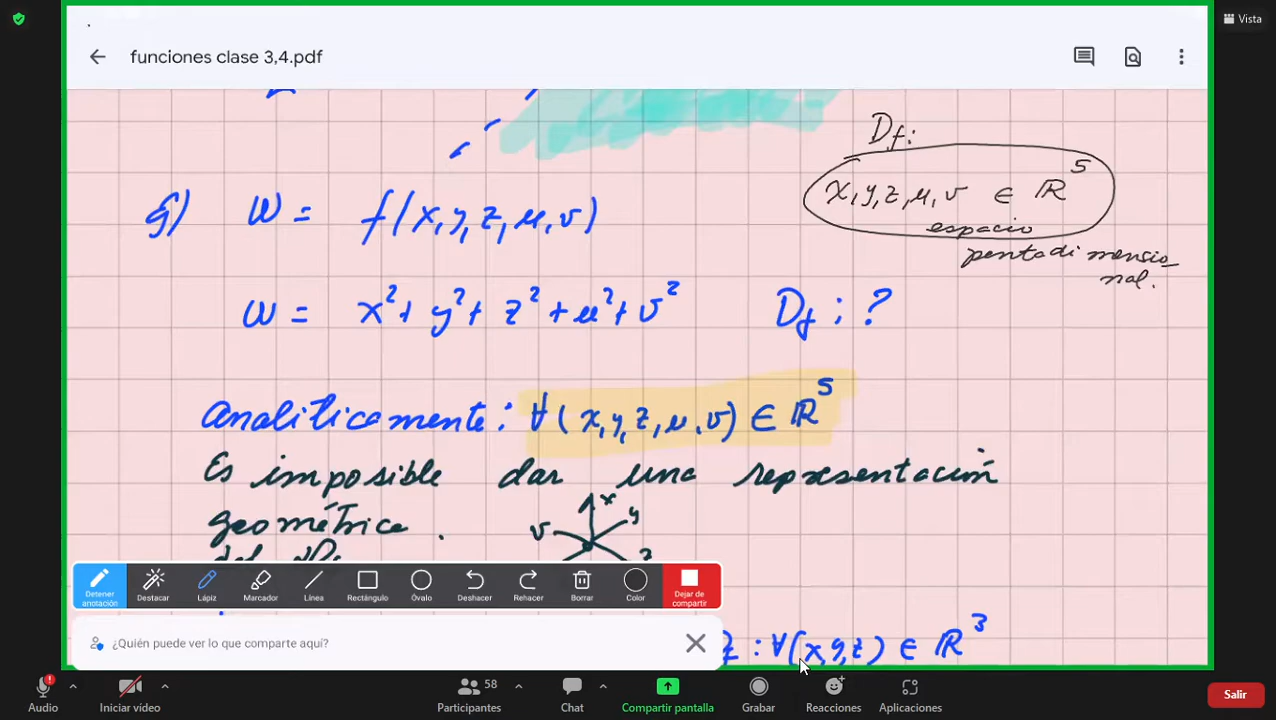 Vista
funciones clase 3,4.pdf
Df:
x,y,z,u,v ∈ ℝ⁵
espacio
pentadimensio_
nal.
g) w = f(x,y,z,u,v)
w = x²+ y²+ z²+u²+v² Df : ?
Analíticamente: ∀(x,y,z,u,v) ∈ ℝ⁵
Es imposible dar una representación
geométrica.
x
y
v
z
del
Detener anotación
Destacar
Lápiz
Marcador
Línea
Rectángulo
Óvalo
Deshacer
Rehacer
Borrar
Color
Dejar de compartir
¿Quién puede ver lo que comparte aquí?
z : ∀(x,y,z) ∈ ℝ³
Audio
Iniciar vídeo
58
Participantes
Chat
Compartir pantalla
Grabar
Reacciones
Aplicaciones
Salir